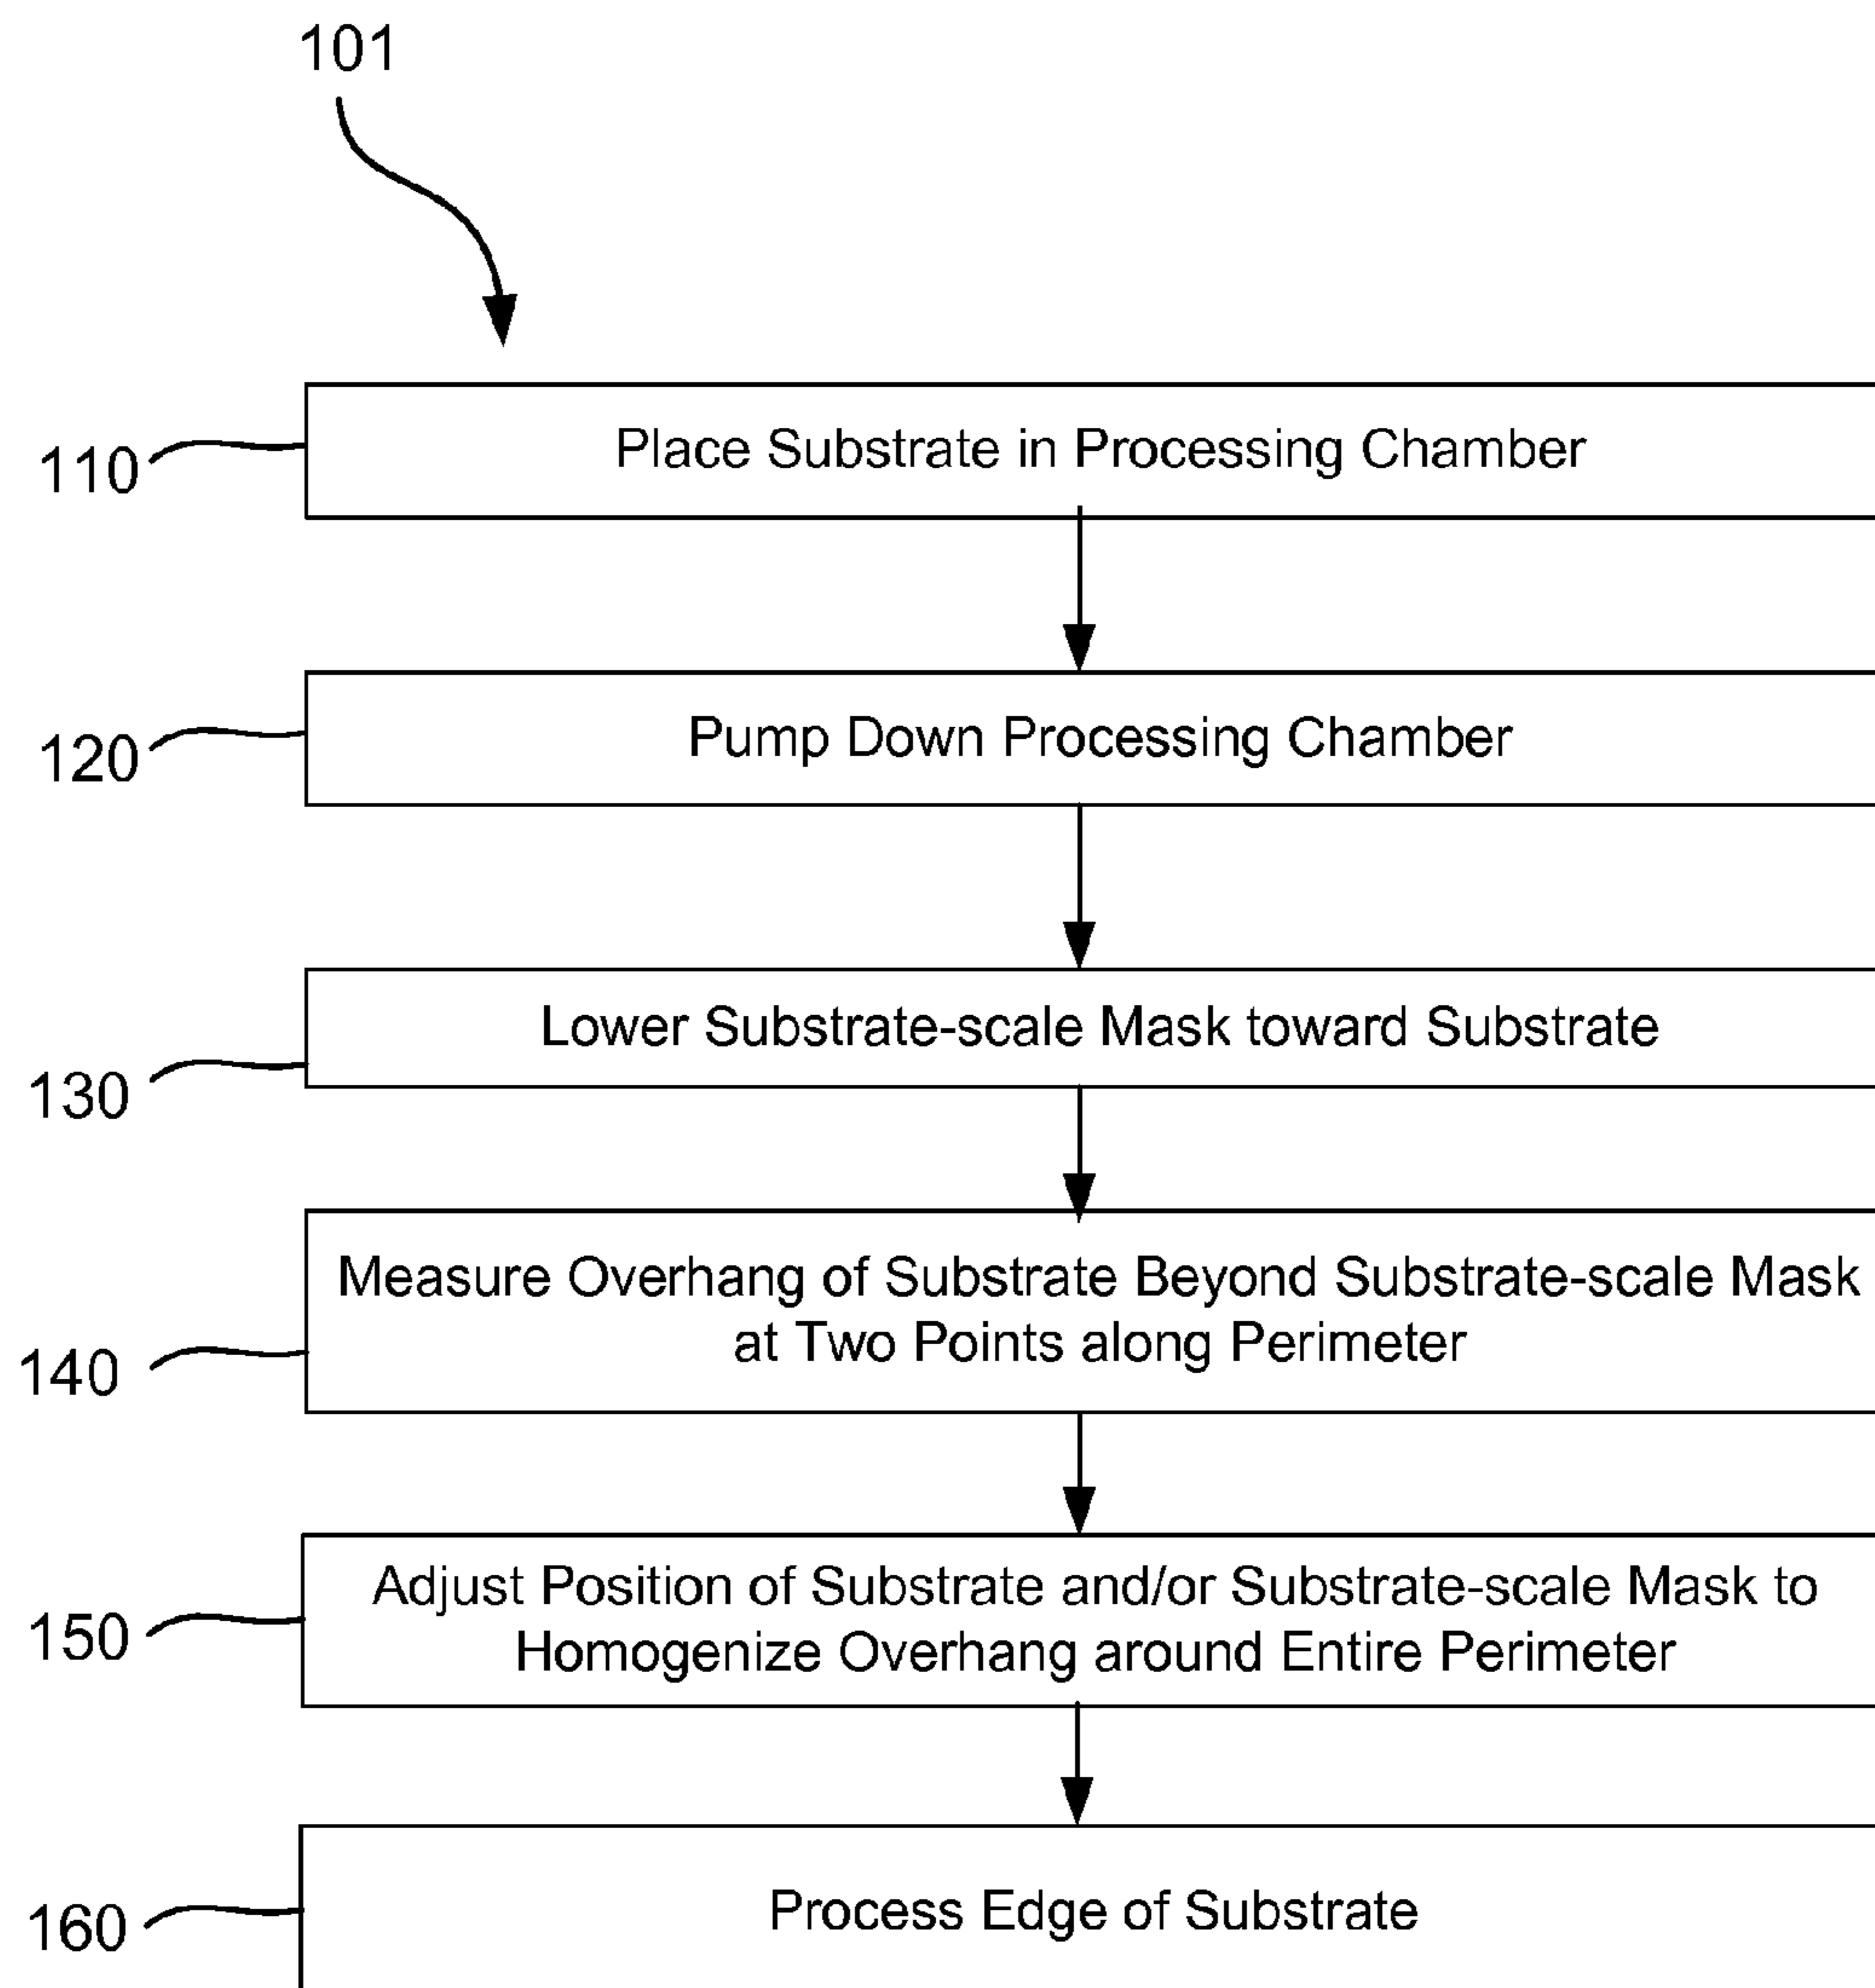 101
110
Place Substrate in Processing Chamber
120
Pump Down Processing Chamber
130
Lower Substrate-scale Mask toward Substrate
140
Measure Overhang of Substrate Beyond Substrate-scale Mask
at Two Points along Perimeter
150
Adjust Position of Substrate and/or Substrate-scale Mask to
Homogenize Overhang around Entire Perimeter
160
Process Edge of Substrate